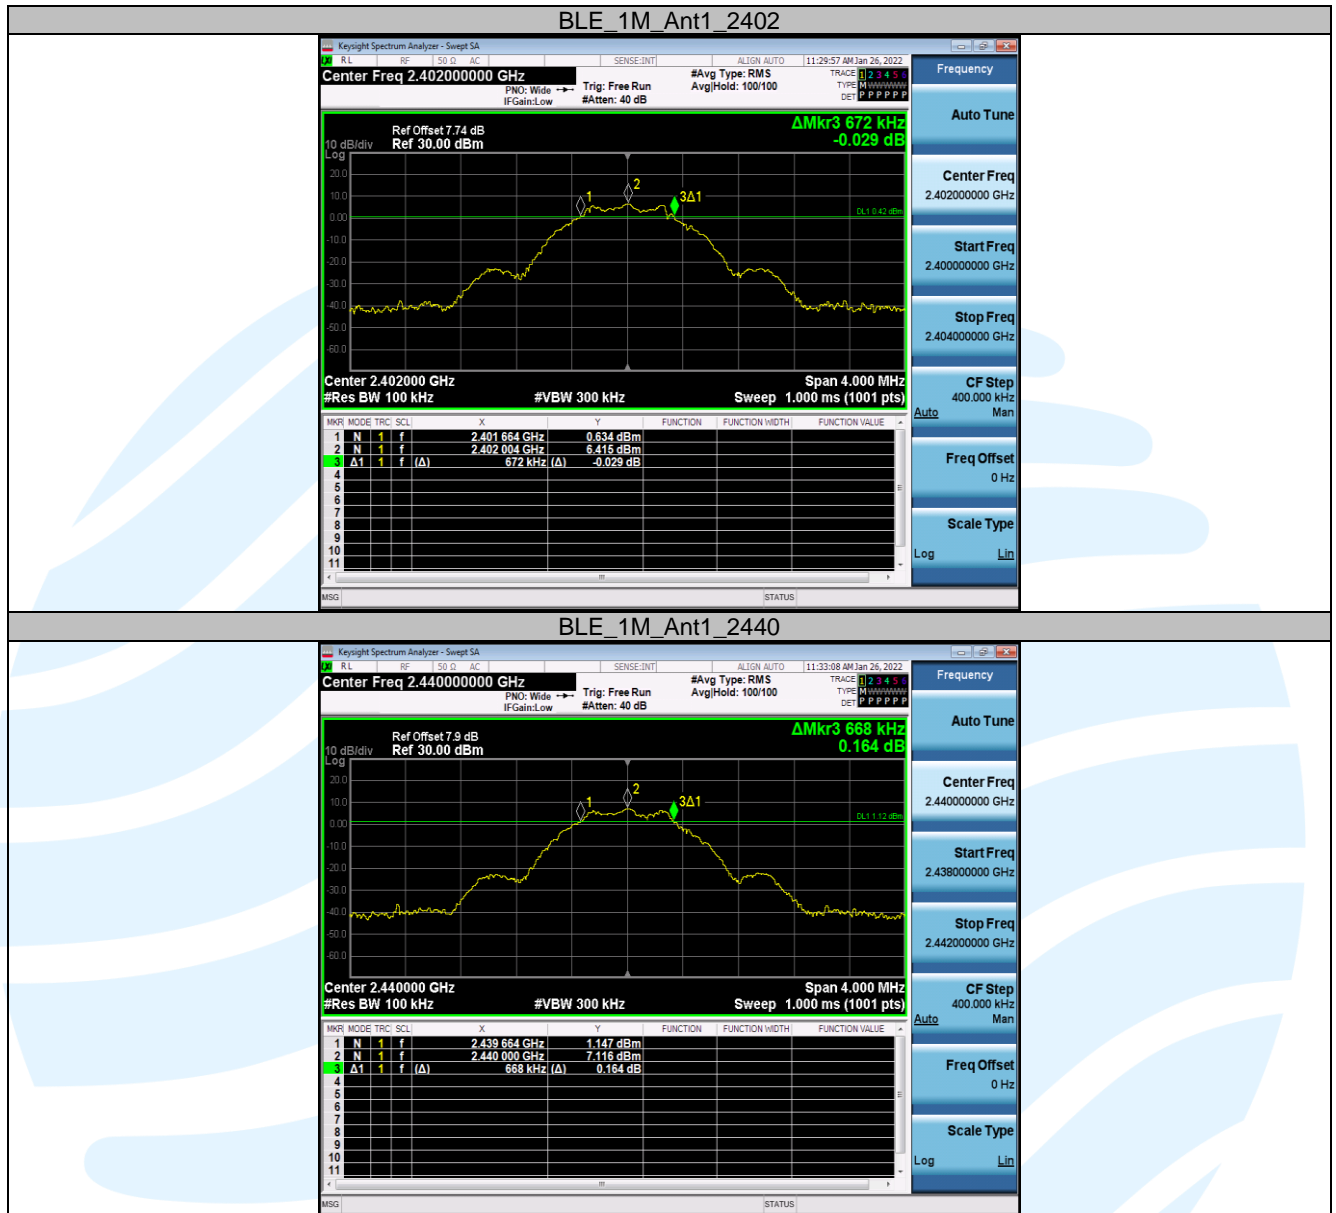 BLE_1M_Ant1_2402
Keysight Spectrum Analyzer - Swept SA
RL RF 50 Ω AC SENSE:INT ALIGN AUTO 11:29:57 AM Jan 26, 2022
Center Freq 2.402000000 GHz
PNO: Wide
IFGain:Low
Trig: Free Run
#Atten: 40 dB
#Avg Type: RMS
Avg|Hold: 100/100
TRACE 1 2 3 4 5 6
TYPE M WWWWW
DET P P P P P P
Frequency
Auto Tune
Center Freq
2.402000000 GHz
Start Freq
2.400000000 GHz
Stop Freq
2.404000000 GHz
CF Step
400.000 kHz
Auto Man
Freq Offset
0 Hz
Scale Type
Log Lin
ΔMkr3 672 kHz
-0.029 dB
Ref Offset 7.74 dB
10 dB/div Ref 30.00 dBm
Log
20.0
10.0
0.00
-10.0
-20.0
-30.0
-40.0
-50.0
-60.0
1
2
3Δ1
DL1 0.42 dBm
Center 2.402000 GHz Span 4.000 MHz
#Res BW 100 kHz #VBW 300 kHz Sweep 1.000 ms (1001 pts)
MKR MODE TRC SCL X Y FUNCTION FUNCTION WIDTH FUNCTION VALUE
1 N 1 f 2.401 664 GHz 0.634 dBm
2 N 1 f 2.402 004 GHz 6.415 dBm
3 Δ1 1 f (Δ) 672 kHz (Δ) -0.029 dB
4
5
6
7
8
9
10
11
MSG STATUS
BLE_1M_Ant1_2440
Keysight Spectrum Analyzer - Swept SA
RL RF 50 Ω AC SENSE:INT ALIGN AUTO 11:33:08 AM Jan 26, 2022
Center Freq 2.440000000 GHz
PNO: Wide
IFGain:Low
Trig: Free Run
#Atten: 40 dB
#Avg Type: RMS
Avg|Hold: 100/100
TRACE 1 2 3 4 5 6
TYPE M WWWWW
DET P P P P P P
Frequency
Auto Tune
Center Freq
2.440000000 GHz
Start Freq
2.438000000 GHz
Stop Freq
2.442000000 GHz
CF Step
400.000 kHz
Auto Man
Freq Offset
0 Hz
Scale Type
Log Lin
ΔMkr3 668 kHz
0.164 dB
Ref Offset 7.9 dB
10 dB/div Ref 30.00 dBm
Log
20.0
10.0
0.00
-10.0
-20.0
-30.0
-40.0
-50.0
-60.0
1
2
3Δ1
DL1 1.12 dBm
Center 2.440000 GHz Span 4.000 MHz
#Res BW 100 kHz #VBW 300 kHz Sweep 1.000 ms (1001 pts)
MKR MODE TRC SCL X Y FUNCTION FUNCTION WIDTH FUNCTION VALUE
1 N 1 f 2.439 664 GHz 1.147 dBm
2 N 1 f 2.440 000 GHz 7.116 dBm
3 Δ1 1 f (Δ) 668 kHz (Δ) 0.164 dB
4
5
6
7
8
9
10
11
MSG STATUS